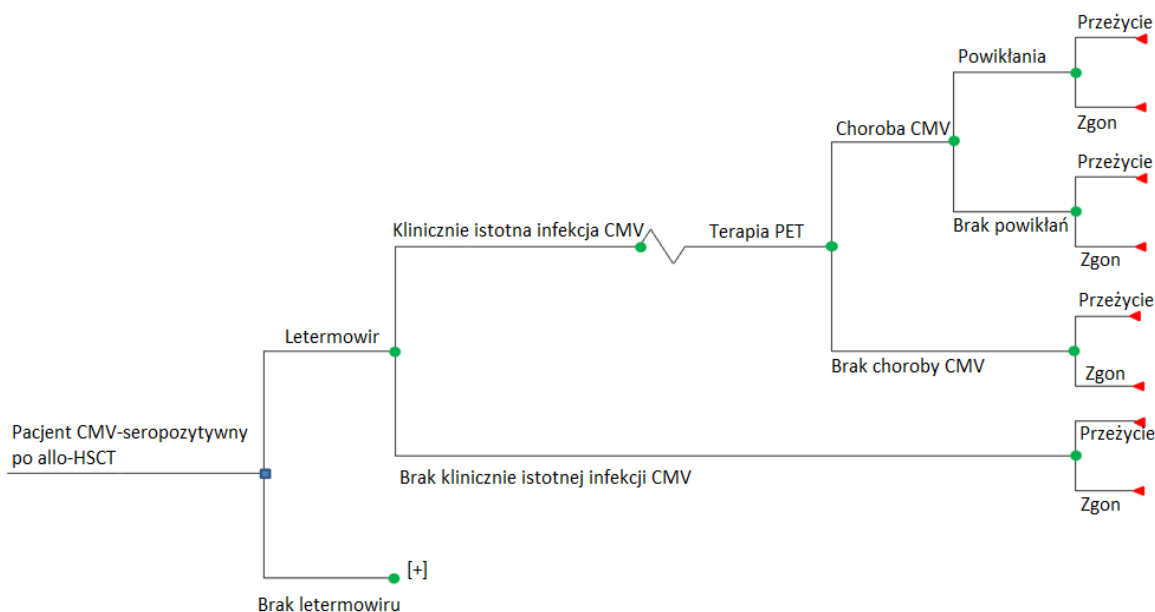 Przeżycie
Powikłania
Zgon
Choroba CMV
Przeżycie
Klinicznie istotna infekcja CMV
Terapia PET
Brak powikłań
Zgon
Przeżycie
Letermowir
Brak choroby CMV
Zgon
Pacjent CMV-seropozytywny
po allo-HSCT
Przeżycie
Brak klinicznie istotnej infekcji CMV
Zgon
[+]
Brak letermowiru